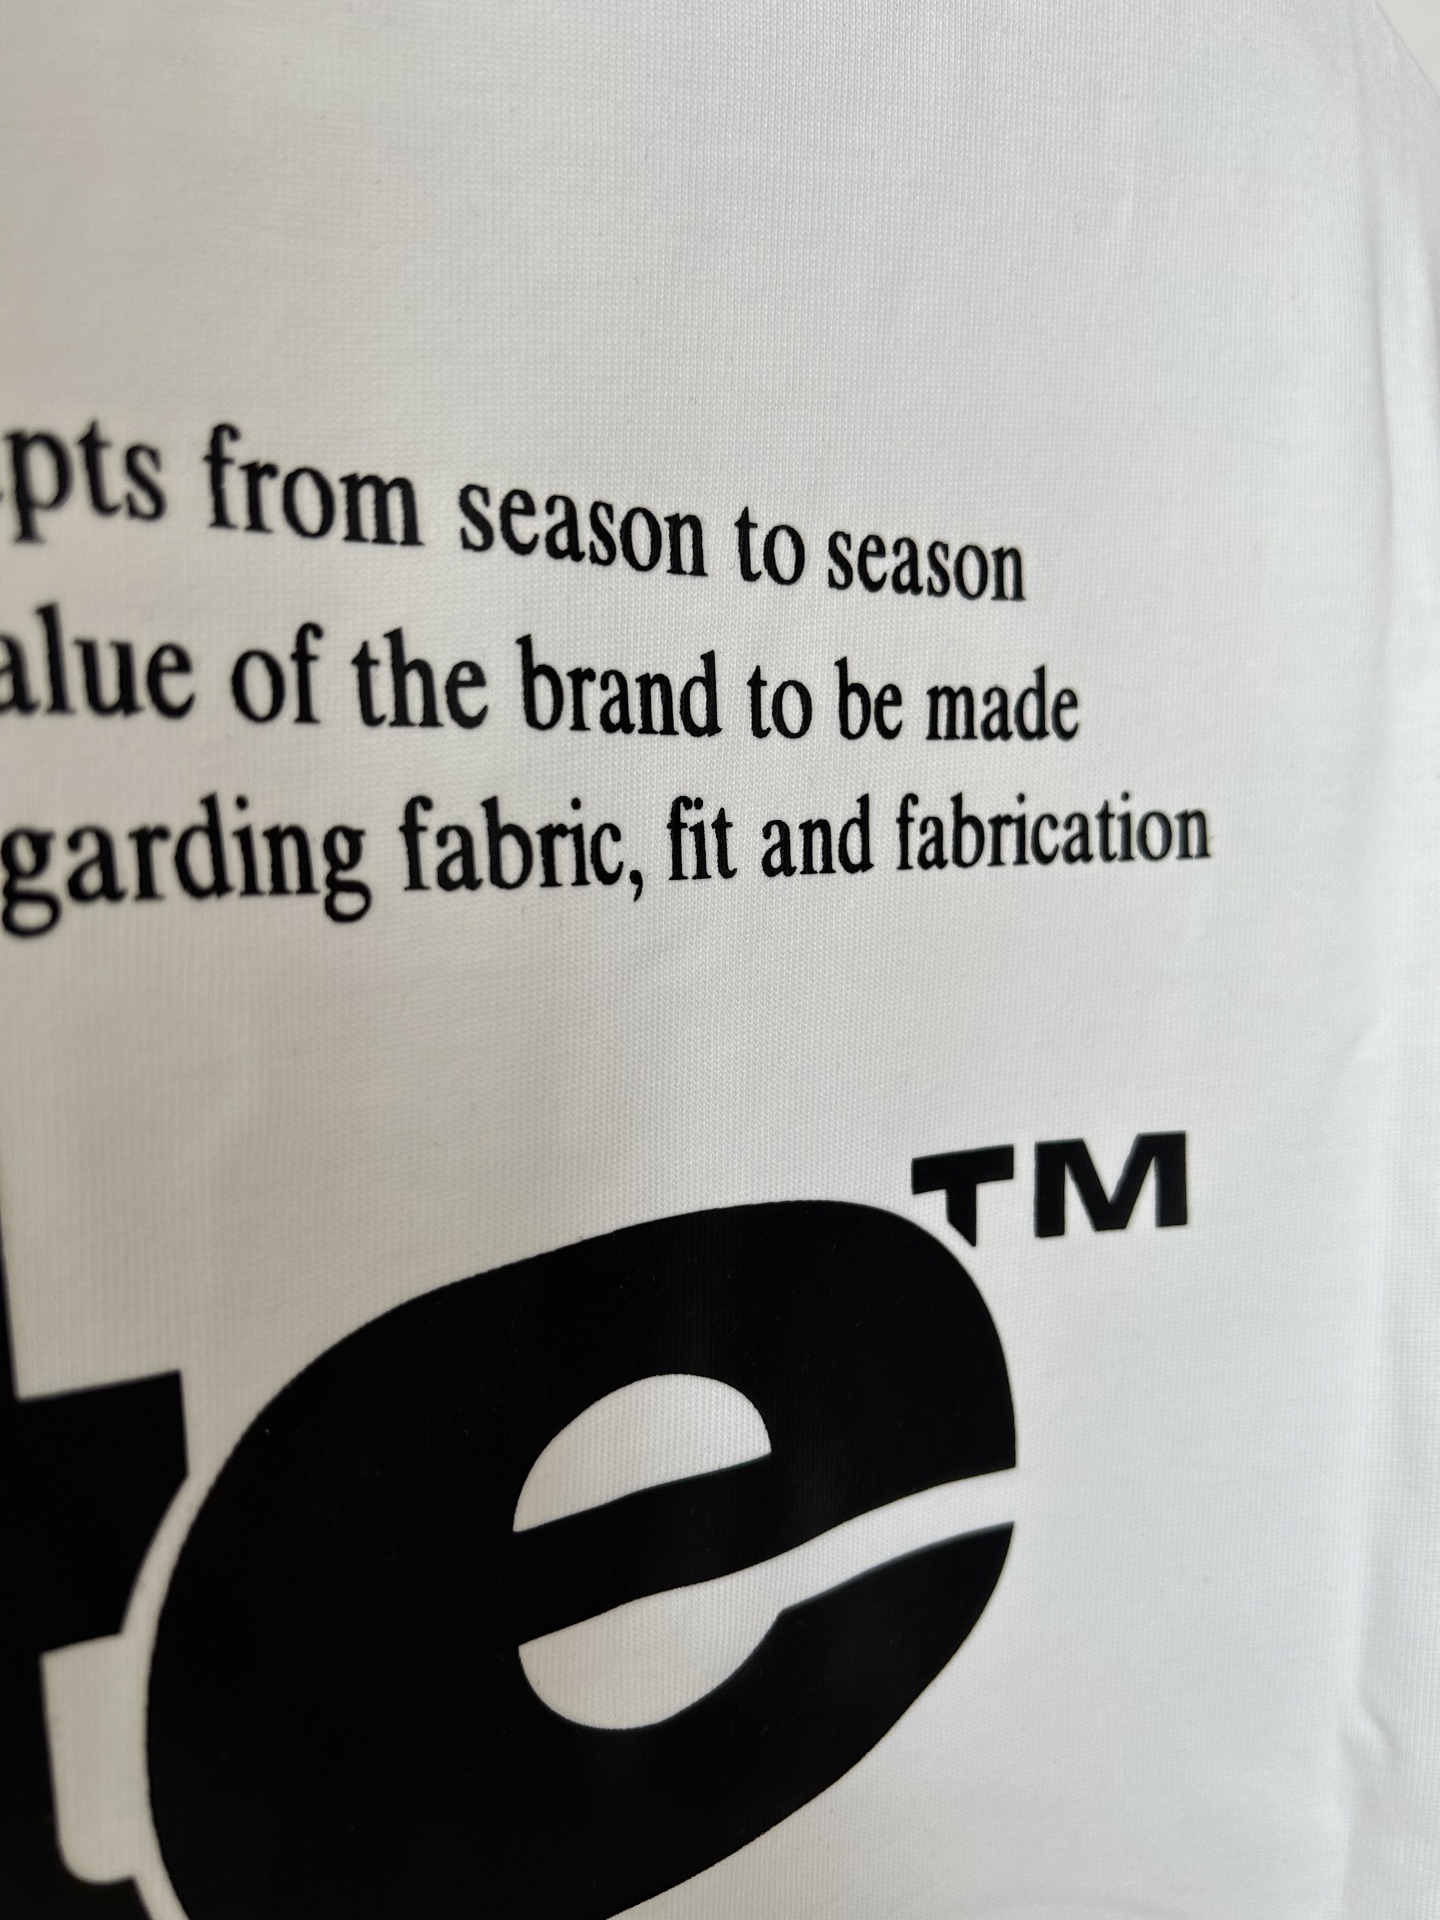 pts from season to season
alue of the brand to be made
garding fabric, fit and fabrication
te™